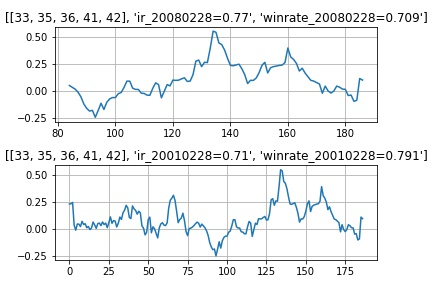 [[33, 35, 36, 41, 42], 'ir_20080228=0.77', 'winrate_20080228=0.709']
0.50
0.25
0.00
−0.25
80 100 120 140 160 180
[[33, 35, 36, 41, 42], 'ir_20010228=0.71', 'winrate_20010228=0.791']
0.50
0.25
0.00
−0.25
0 25 50 75 100 125 150 175